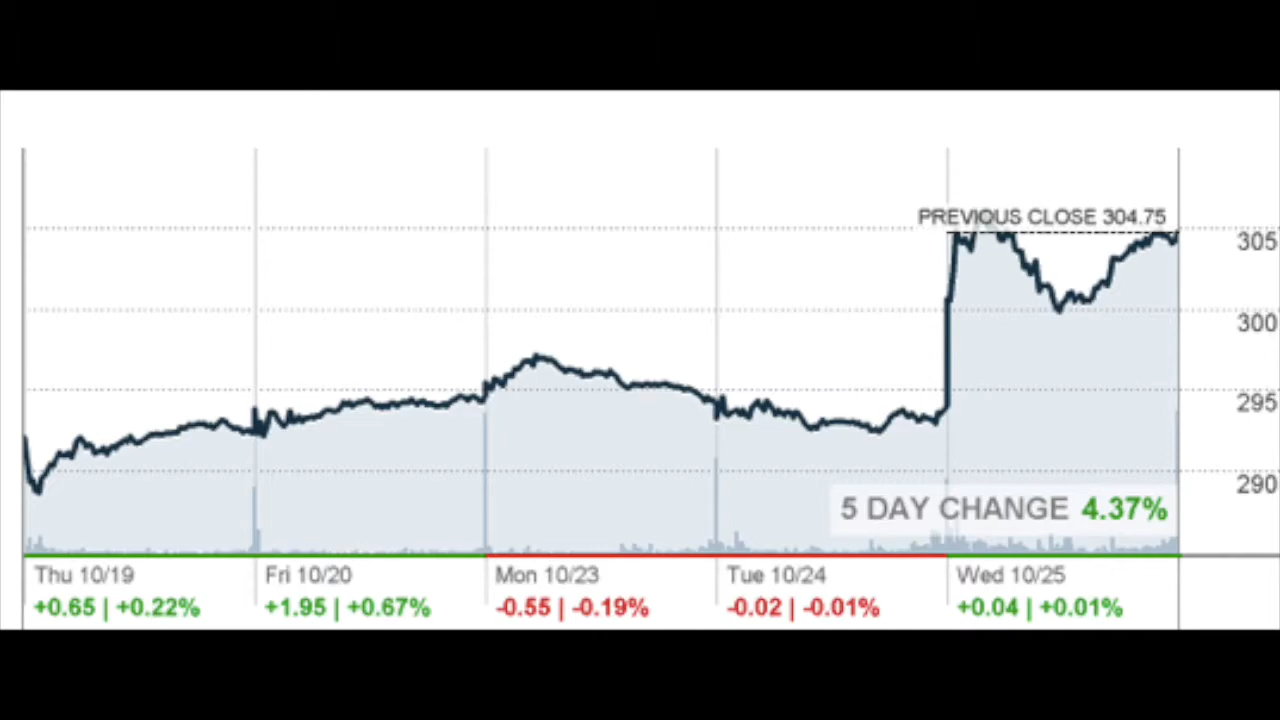 PREVIOUS CLOSE 304.75
305
300
295
290
5 DAY CHANGE 4.37%
Thu 10/19 Fri 10/20 Mon 10/23 Tue 10/24 Wed 10/25
+0.65 | +0.22% +1.95 | +0.67% -0.55 | -0.19% -0.02 | -0.01% +0.04 | +0.01%